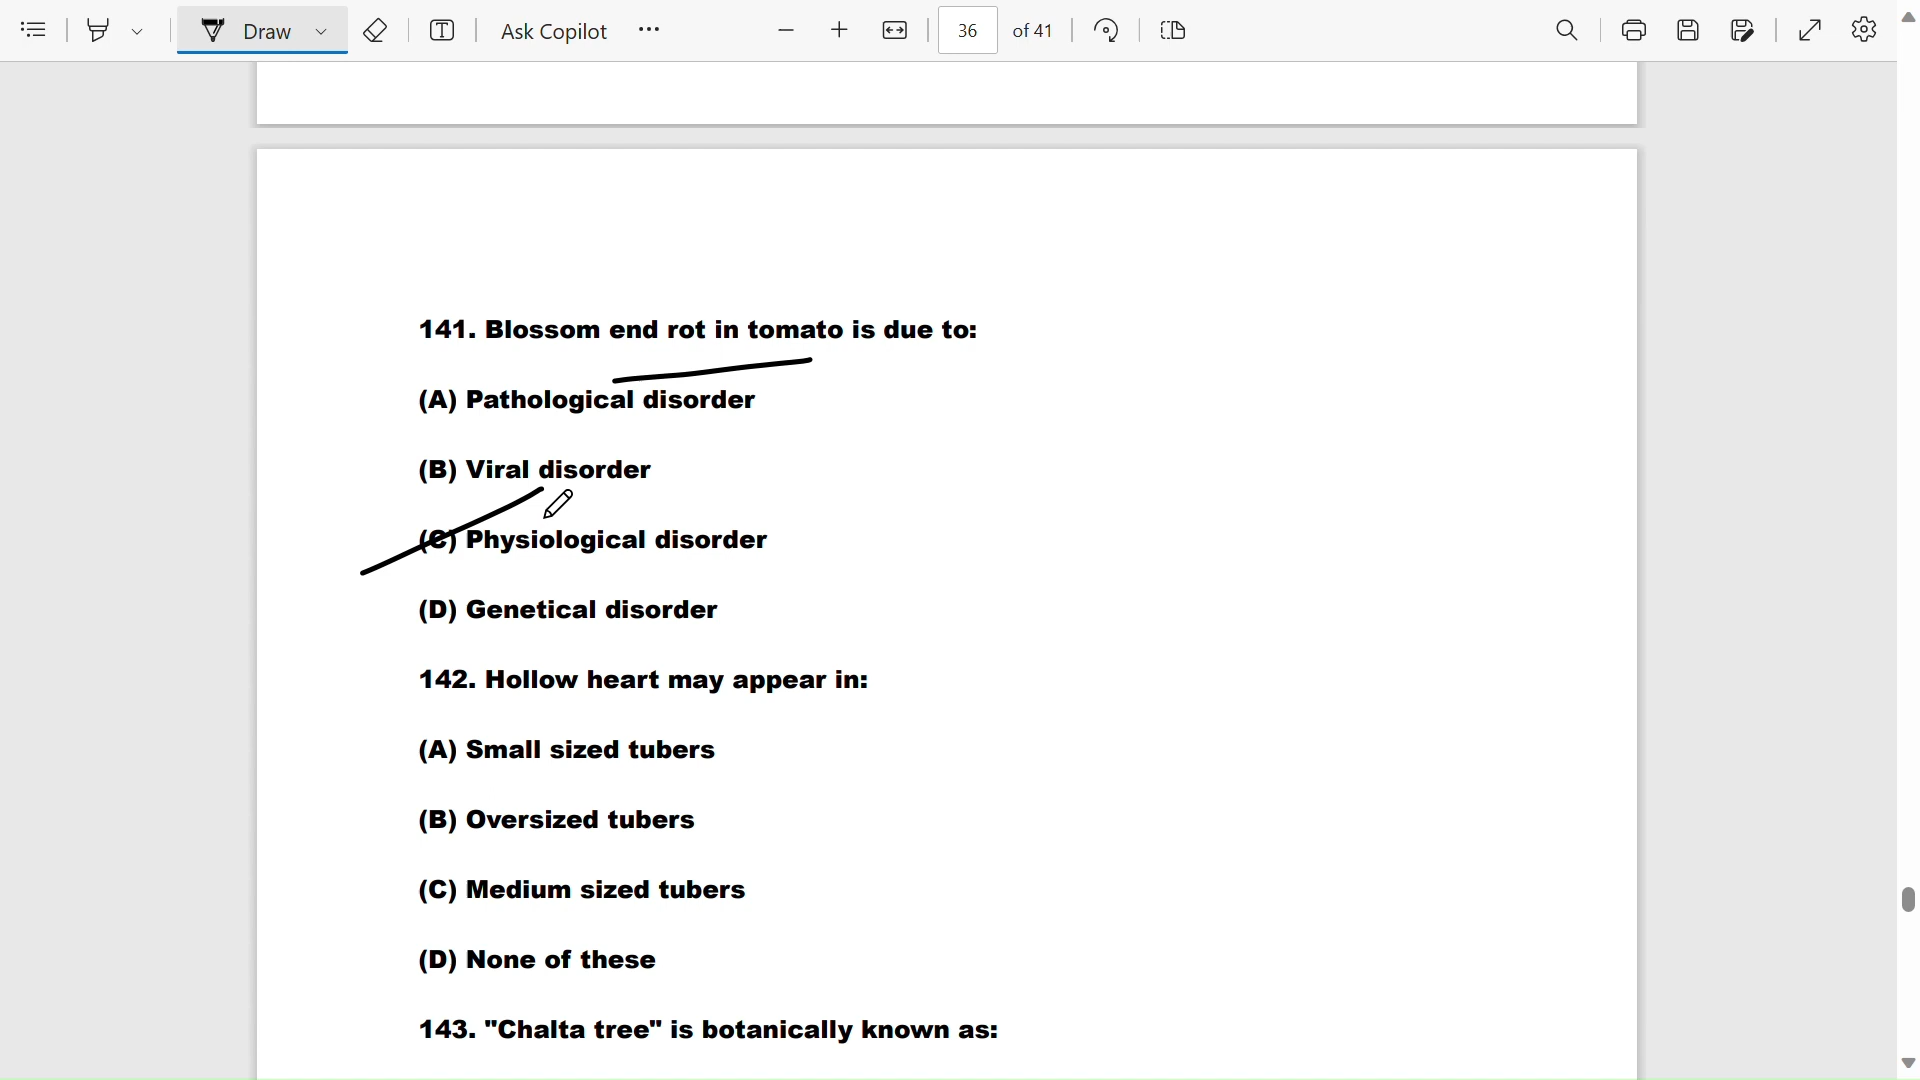 Draw
Ask Copilot
36 of 41
141. Blossom end rot in tomato is due to:
(A) Pathological disorder
(B) Viral disorder
(C) Physiological disorder
(D) Genetical disorder
142. Hollow heart may appear in:
(A) Small sized tubers
(B) Oversized tubers
(C) Medium sized tubers
(D) None of these
143. "Chalta tree" is botanically known as: